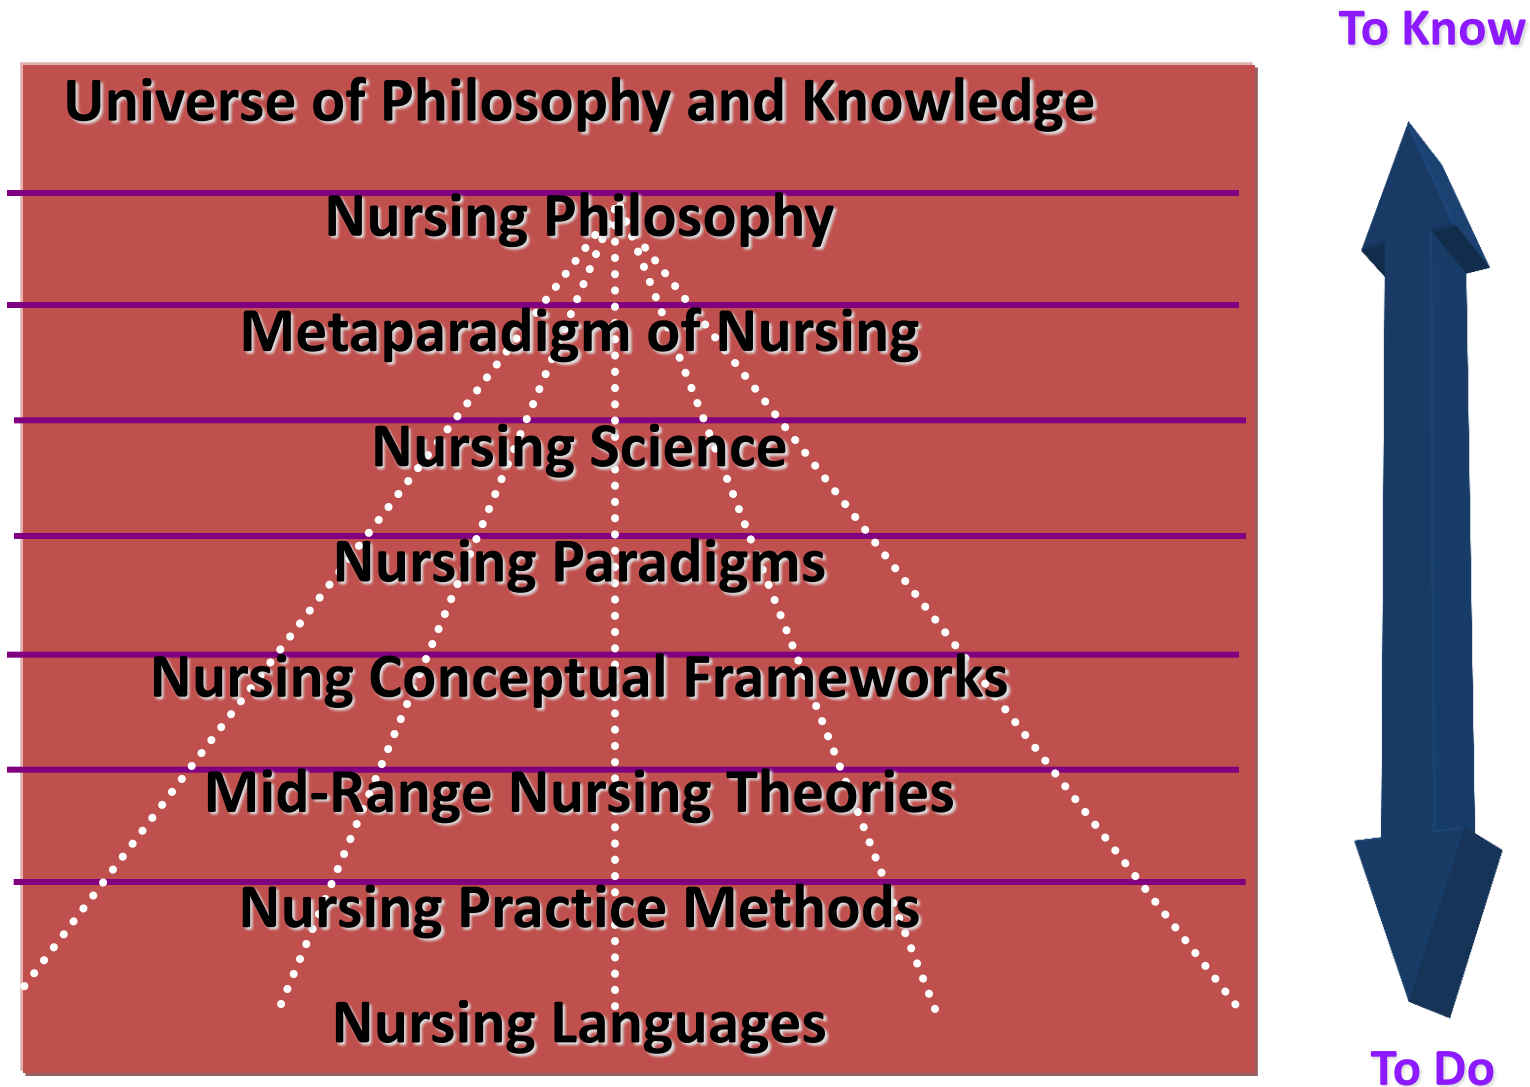 To Know
Universe of Philosophy and Knowledge
Nursing Philosophy
Metaparadigm of Nursing
Nursing Science
Nursing Paradigms
Nursing Conceptual Frameworks
Mid-Range Nursing Theories
Nursing Practice Methods
Nursing Languages
To Do